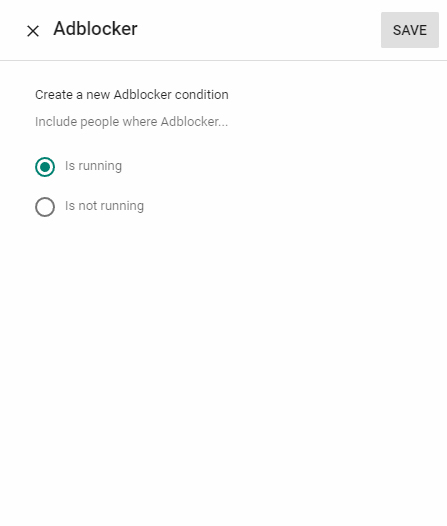 Adblocker
SAVE
Create a new Adblocker condition
Include people where Adblocker...
Is running
Is not running